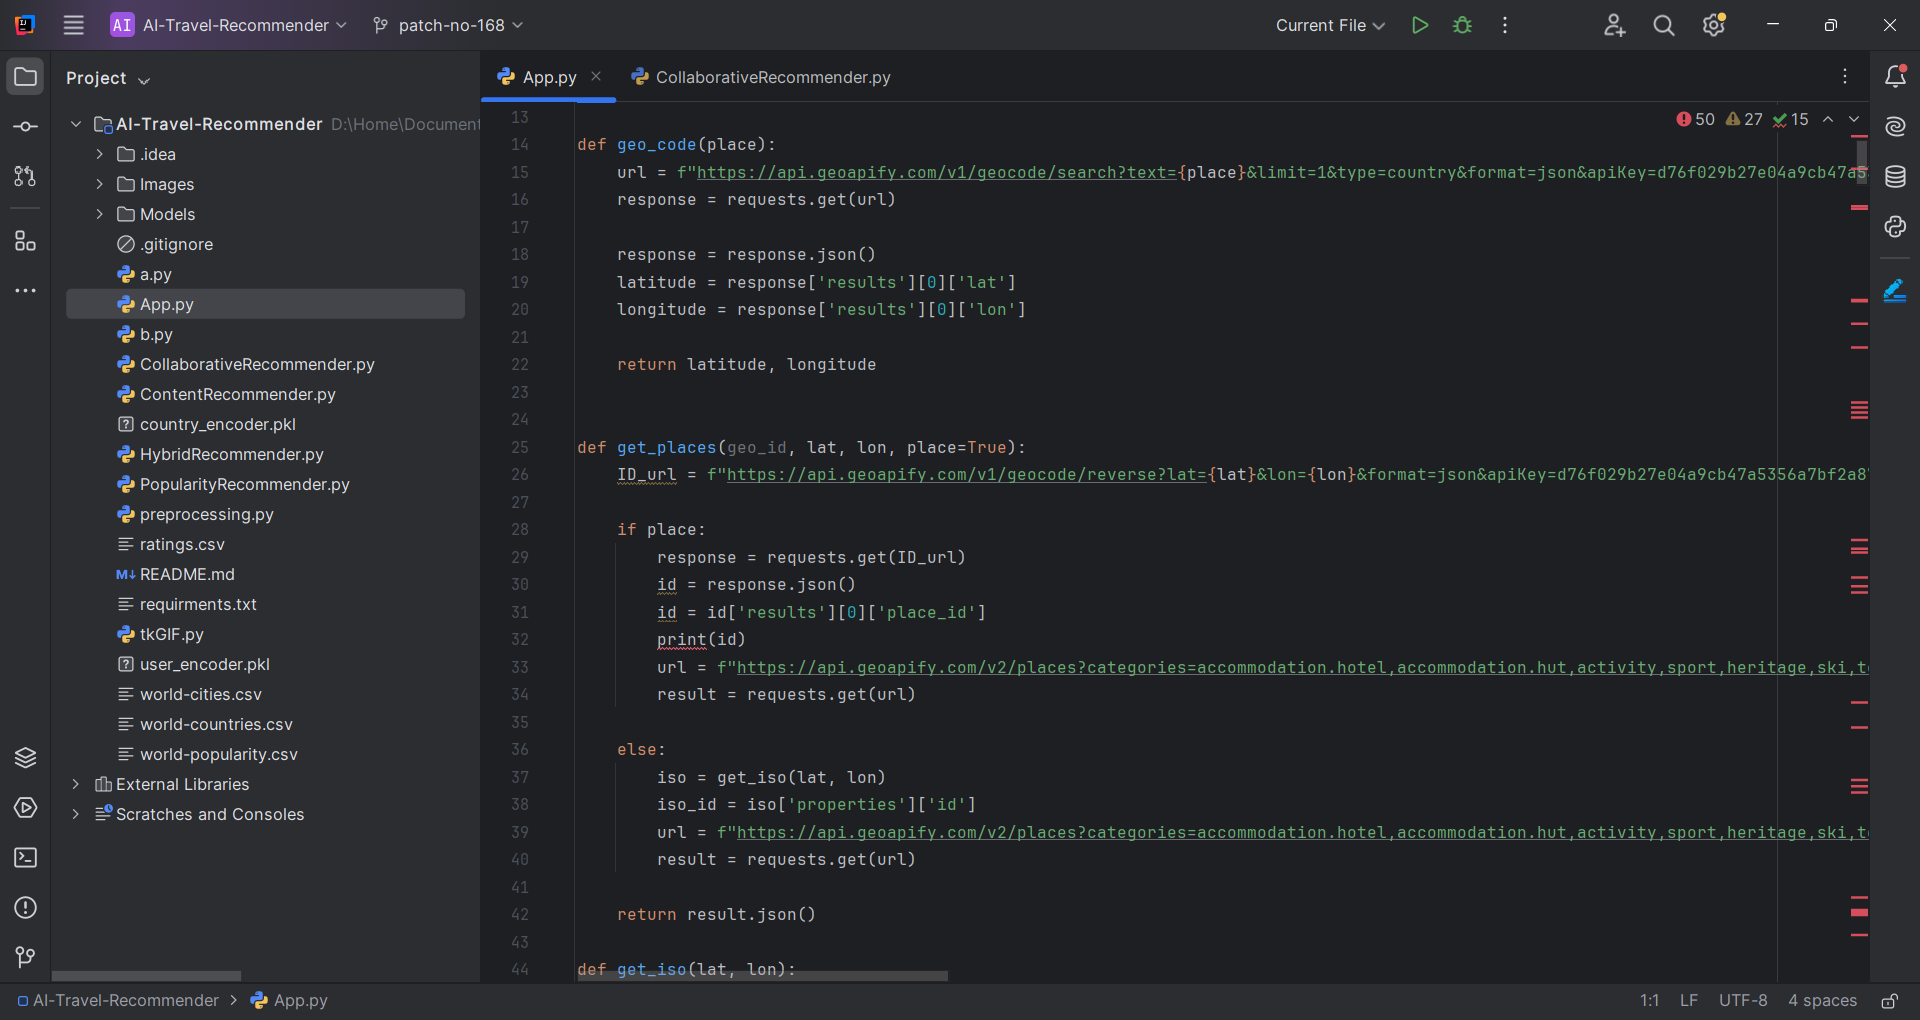 AI AI-Travel-Recommender patch-no-168 Current File
Project
App.py CollaborativeRecommender.py
50 27 15
AI-Travel-Recommender D:\Home\Document
.idea
Images
Models
.gitignore
a.py
App.py
b.py
CollaborativeRecommender.py
ContentRecommender.py
country_encoder.pkl
HybridRecommender.py
PopularityRecommender.py
preprocessing.py
ratings.csv
M↓ README.md
requirments.txt
tkGIF.py
user_encoder.pkl
world-cities.csv
world-countries.csv
world-popularity.csv
External Libraries
Scratches and Consoles
13
14 def geo_code(place):
15 url = f"https://api.geoapify.com/v1/geocode/search?text={place}&limit=1&type=country&format=json&apiKey=d76f029b27e04a9cb47a5
16 response = requests.get(url)
17
18 response = response.json()
19 latitude = response['results'][0]['lat']
20 longitude = response['results'][0]['lon']
21
22 return latitude, longitude
23
24
25 def get_places(geo_id, lat, lon, place=True):
26 ID_url = f"https://api.geoapify.com/v1/geocode/reverse?lat={lat}&lon={lon}&format=json&apiKey=d76f029b27e04a9cb47a5356a7bf2a8
27
28 if place:
29 response = requests.get(ID_url)
30 id = response.json()
31 id = id['results'][0]['place_id']
32 print(id)
33 url = f"https://api.geoapify.com/v2/places?categories=accommodation.hotel,accommodation.hut,activity,sport,heritage,ski,t
34 result = requests.get(url)
35
36 else:
37 iso = get_iso(lat, lon)
38 iso_id = iso['properties']['id']
39 url = f"https://api.geoapify.com/v2/places?categories=accommodation.hotel,accommodation.hut,activity,sport,heritage,ski,t
40 result = requests.get(url)
41
42 return result.json()
43
44 def get_iso(lat, lon):
AI-Travel-Recommender > App.py 1:1 LF UTF-8 4 spaces